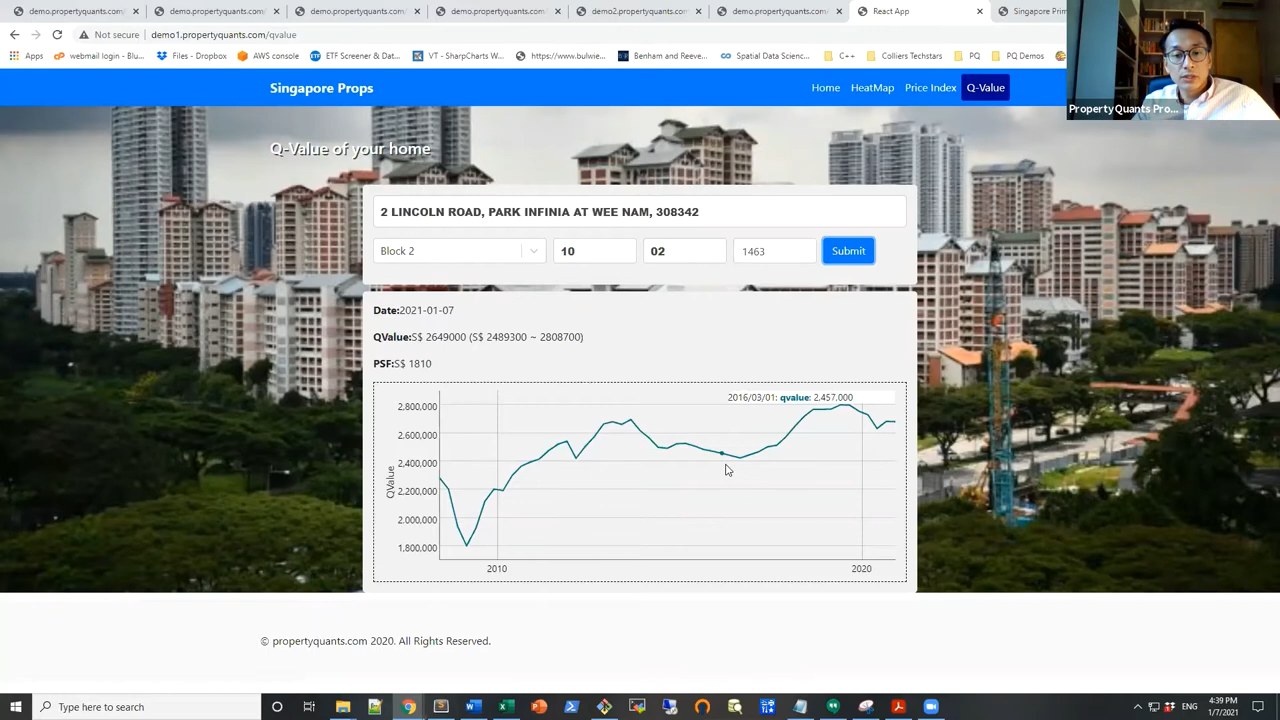 demo.propertyquants.com/
demo.propertyquants.com/
demo.propertyquants.com/
demo.propertyquants.com/
demo2.propertyquants.com/
demo.propertyquants.com/
React App
Singapore Prim
Not secure demo1.propertyquants.com/qvalue
Apps webmail login - Blu... Files - Dropbox AWS console ETF Screener & Dat... VT - SharpCharts W... https://www.bulwie... Benham and Reeve... Spatial Data Scienc... C++ Colliers Techstars PQ PQ Demos
PropertyQuants Pro...
Singapore Props Home HeatMap Price Index Q-Value
Q-Value of your home
2 LINCOLN ROAD, PARK INFINIA AT WEE NAM, 308342
Block 2 10 02 1463 Submit
Date:2021-01-07
QValue:S$ 2649000 (S$ 2489300 ~ 2808700)
PSF:S$ 1810
2016/03/01: qvalue: 2.457,000
2,800,000
2,600,000
2,400,000
2,200,000
2,000,000
1,800,000
QValue
2010 2020
© propertyquants.com 2020. All Rights Reserved.
Type here to search
ENG
4:39 PM
1/7/2021